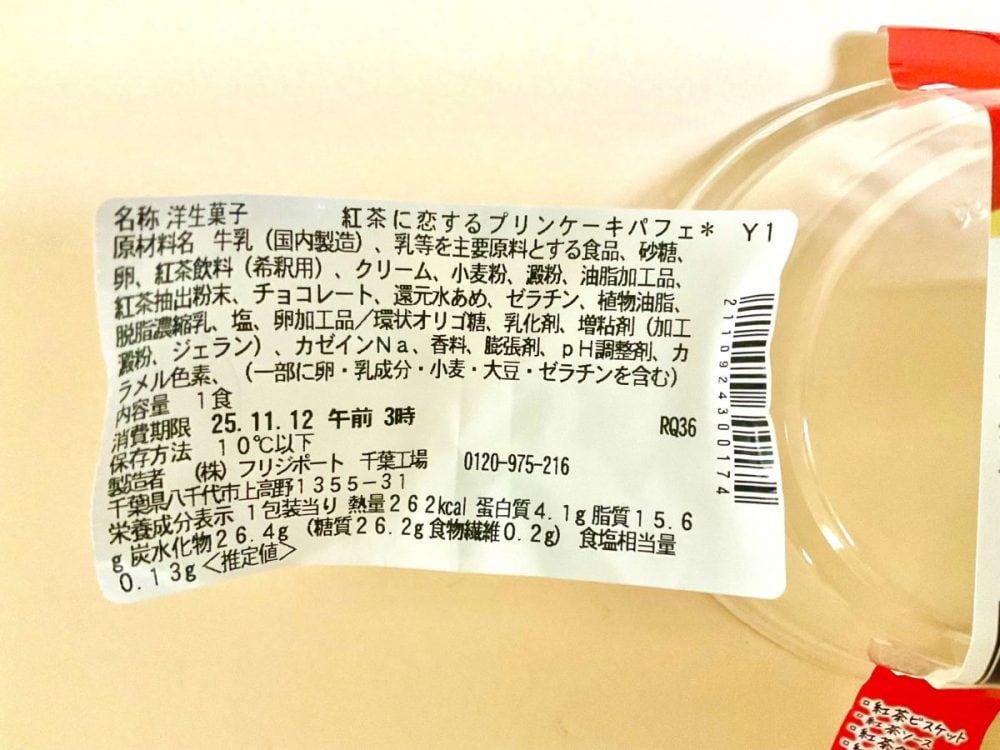 名称 洋生菓子 紅茶に恋するプリンケーキパフェ* Y1
原材料名 牛乳（国内製造）、乳等を主要原料とする食品、砂糖、
卵、紅茶飲料（希釈用）、クリーム、小麦粉、澱粉、油脂加工品、
紅茶抽出粉末、チョコレート、還元水あめ、ゼラチン、植物油脂、
脱脂濃縮乳、塩、卵加工品／環状オリゴ糖、乳化剤、増粘剤（加工
澱粉、ジェラン）、カゼインNa、香料、膨張剤、pH調整剤、カ
ラメル色素、（一部に卵・乳成分・小麦・大豆・ゼラチンを含む）
内容量 1食
消費期限 25.11.12 午前 3時 RQ36
保存方法 10℃以下
製造者 （株）フリジポート 千葉工場 0120-975-216
千葉県八千代市上高野1355-31
栄養成分表示 1包装当り 熱量262kcal 蛋白質4.1g 脂質15.6
g 炭水化物26.4g（糖質26.2g 食物繊維0.2g） 食塩相当量
0.13g＜推定値＞
2110924300174
紅茶ビスケット
紅茶ソース
紅茶